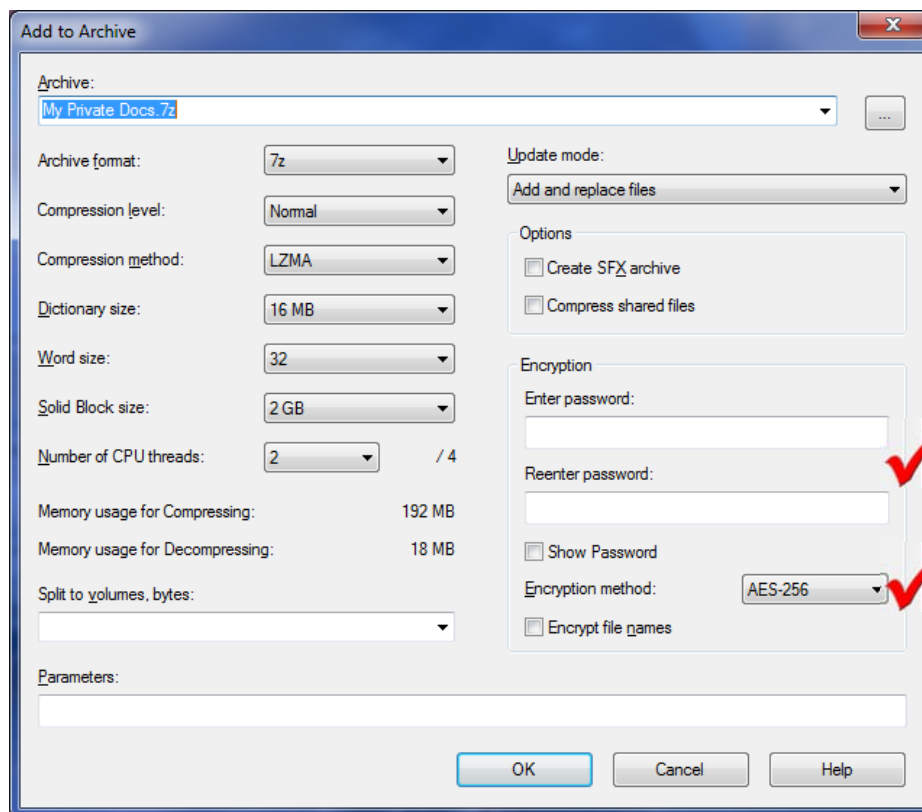 Add to Archive
Archive:
My Private Docs.7z
...
Archive format:
7z
Compression level:
Normal
Compression method:
LZMA
Dictionary size:
16 MB
Word size:
32
Solid Block size:
2 GB
Number of CPU threads:
2
/ 4
Memory usage for Compressing:
192 MB
Memory usage for Decompressing:
18 MB
Split to volumes, bytes:
Update mode:
Add and replace files
Options
Create SFX archive
Compress shared files
Encryption
Enter password:
Reenter password:
Show Password
Encryption method:
AES-256
Encrypt file names
Parameters:
OK
Cancel
Help